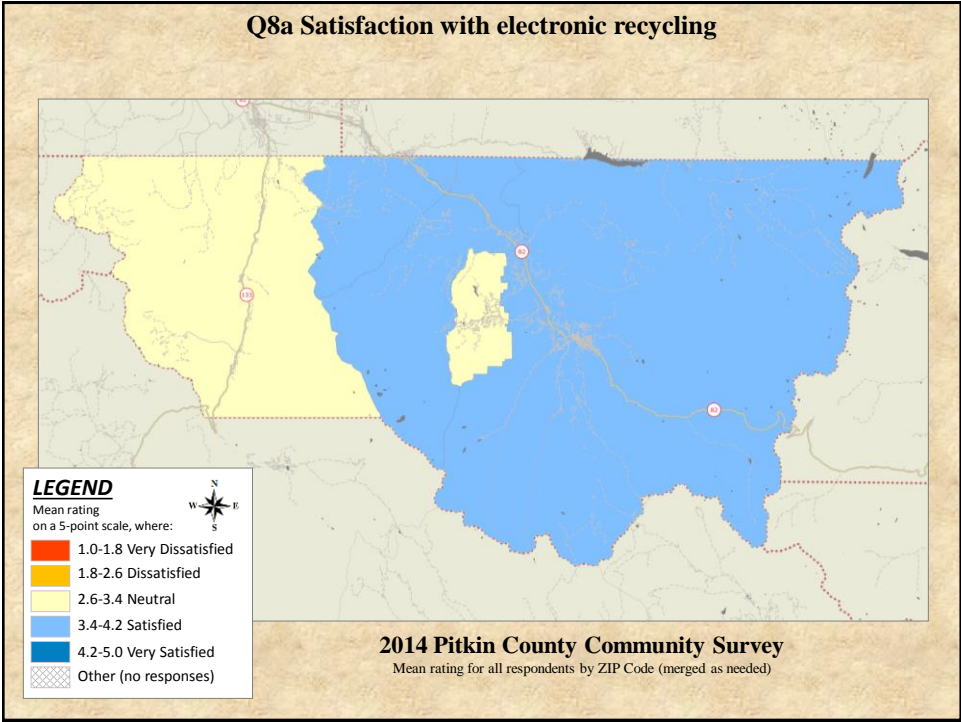 Q8a Satisfaction with electronic recycling
82
133
82
LEGEND
N
W E
S
Mean rating
on a 5-point scale, where:
1.0-1.8 Very Dissatisfied
1.8-2.6 Dissatisfied
2.6-3.4 Neutral
3.4-4.2 Satisfied
4.2-5.0 Very Satisfied
Other (no responses)
2014 Pitkin County Community Survey
Mean rating for all respondents by ZIP Code (merged as needed)